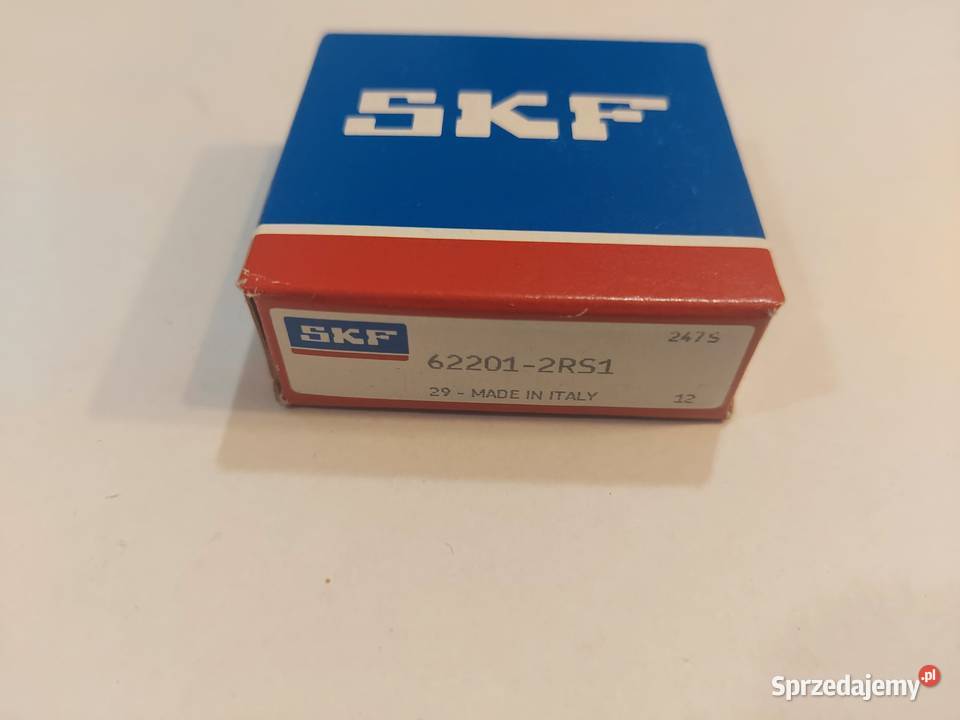 SKF
SKF
247S
62201-2RS1
29 - MADE IN ITALY
12
Sprzedajemy.pl